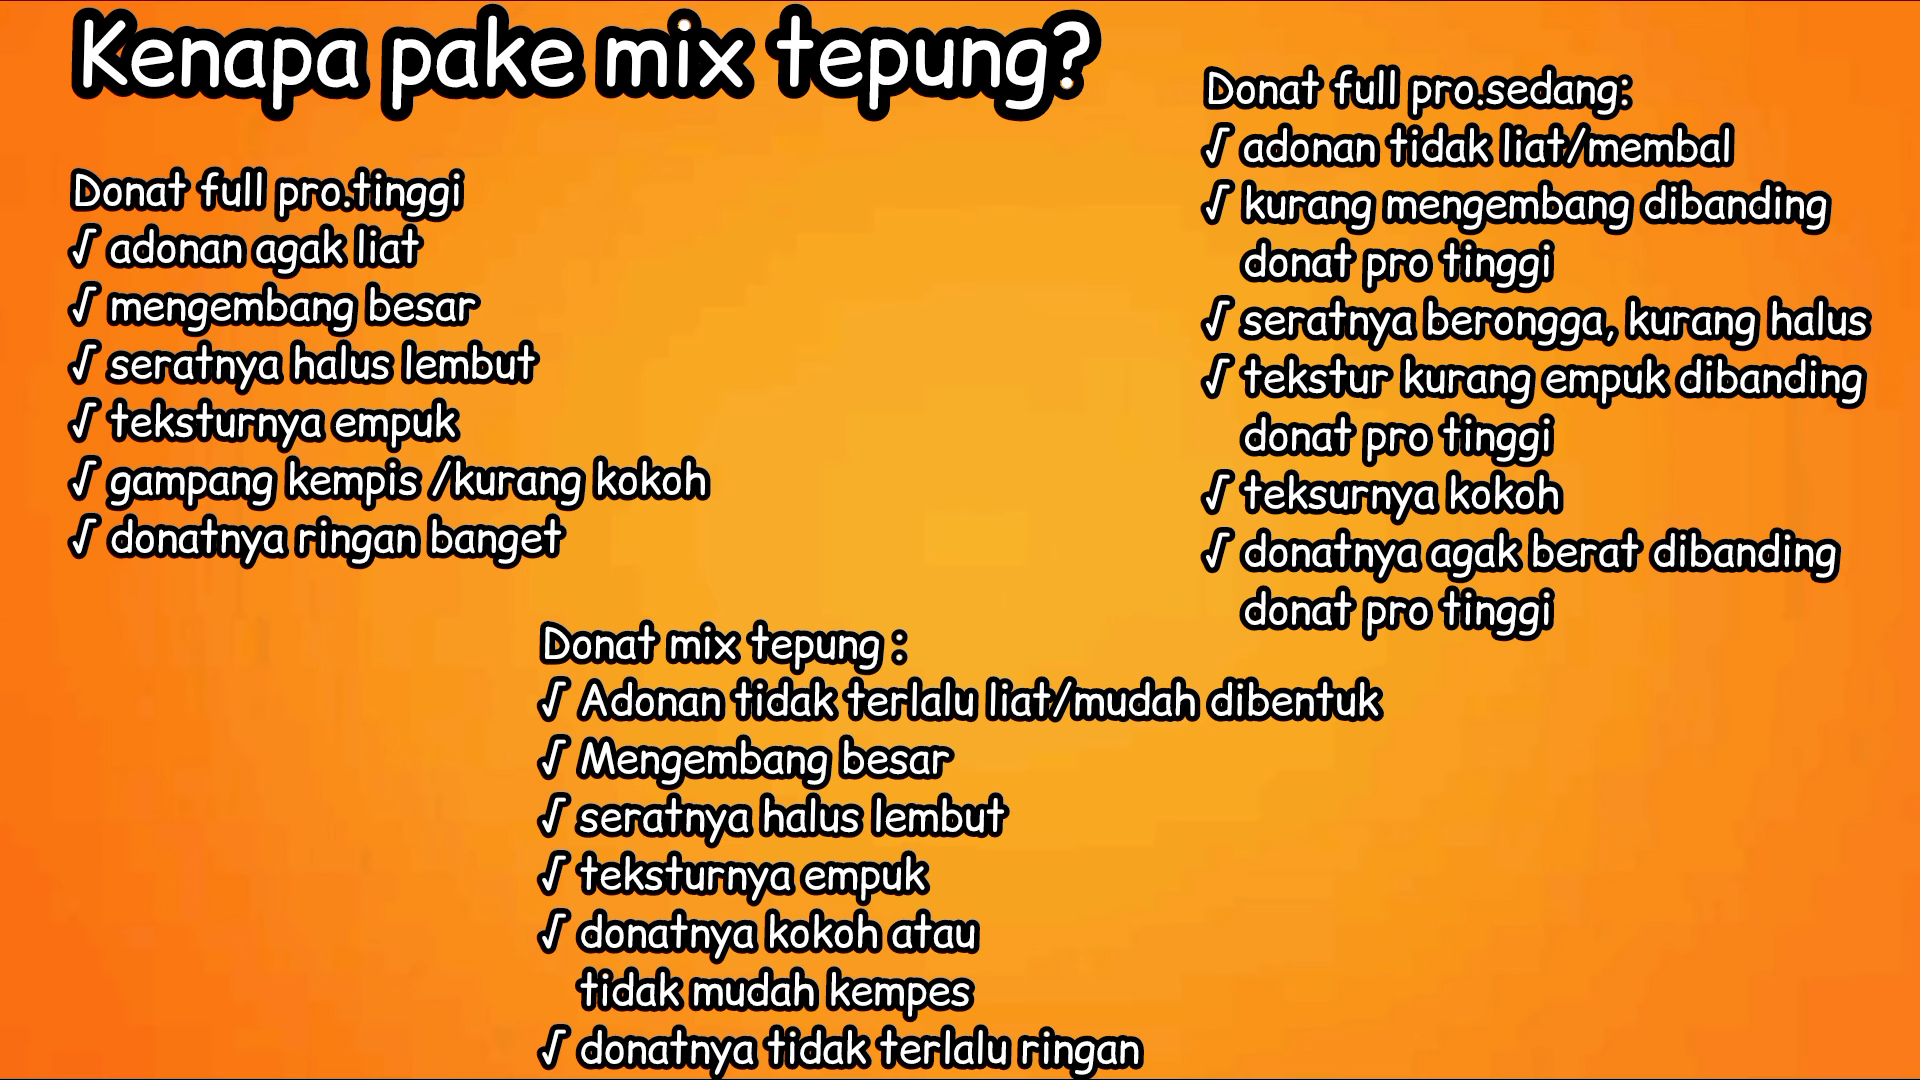 Kenapa pake mix tepung?
Donat full pro.tinggi
√ adonan agak liat
√ mengembang besar
√ seratnya halus lembut
√ teksturnya empuk
√ gampang kempis /kurang kokoh
√ donatnya ringan banget
Donat full pro.sedang:
√ adonan tidak liat/membal
√ kurang mengembang dibanding
donat pro tinggi
√ seratnya berongga, kurang halus
√ tekstur kurang empuk dibanding
donat pro tinggi
√ teksurnya kokoh
√ donatnya agak berat dibanding
donat pro tinggi
Donat mix tepung :
√ Adonan tidak terlalu liat/mudah dibentuk
√ Mengembang besar
√ seratnya halus lembut
√ teksturnya empuk
√ donatnya kokoh atau
tidak mudah kempes
√ donatnya tidak terlalu ringan